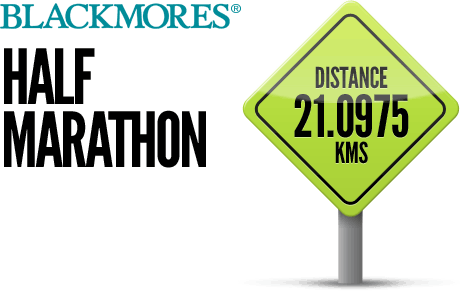 BLACKMORES®
HALF
MARATHON
DISTANCE
21.0975
KMS